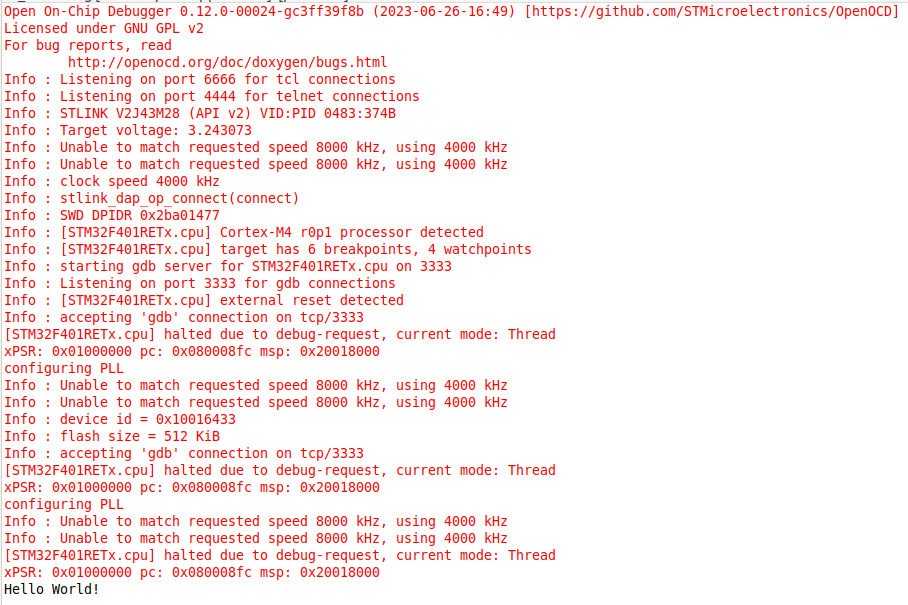 Open On-Chip Debugger 0.12.0-00024-gc3ff39f8b (2023-06-26-16:49) [https://github.com/STMicroelectronics/OpenOCD]
Licensed under GNU GPL v2
For bug reports, read
        http://openocd.org/doc/doxygen/bugs.html
Info : Listening on port 6666 for tcl connections
Info : Listening on port 4444 for telnet connections
Info : STLINK V2J43M28 (API v2) VID:PID 0483:374B
Info : Target voltage: 3.243073
Info : Unable to match requested speed 8000 kHz, using 4000 kHz
Info : Unable to match requested speed 8000 kHz, using 4000 kHz
Info : clock speed 4000 kHz
Info : stlink_dap_op_connect(connect)
Info : SWD DPIDR 0x2ba01477
Info : [STM32F401RETx.cpu] Cortex-M4 r0p1 processor detected
Info : [STM32F401RETx.cpu] target has 6 breakpoints, 4 watchpoints
Info : starting gdb server for STM32F401RETx.cpu on 3333
Info : Listening on port 3333 for gdb connections
Info : [STM32F401RETx.cpu] external reset detected
Info : accepting 'gdb' connection on tcp/3333
[STM32F401RETx.cpu] halted due to debug-request, current mode: Thread
xPSR: 0x01000000 pc: 0x080008fc msp: 0x20018000
configuring PLL
Info : Unable to match requested speed 8000 kHz, using 4000 kHz
Info : Unable to match requested speed 8000 kHz, using 4000 kHz
Info : device id = 0x10016433
Info : flash size = 512 KiB
Info : accepting 'gdb' connection on tcp/3333
[STM32F401RETx.cpu] halted due to debug-request, current mode: Thread
xPSR: 0x01000000 pc: 0x080008fc msp: 0x20018000
configuring PLL
Info : Unable to match requested speed 8000 kHz, using 4000 kHz
Info : Unable to match requested speed 8000 kHz, using 4000 kHz
[STM32F401RETx.cpu] halted due to debug-request, current mode: Thread
xPSR: 0x01000000 pc: 0x080008fc msp: 0x20018000
Hello World!